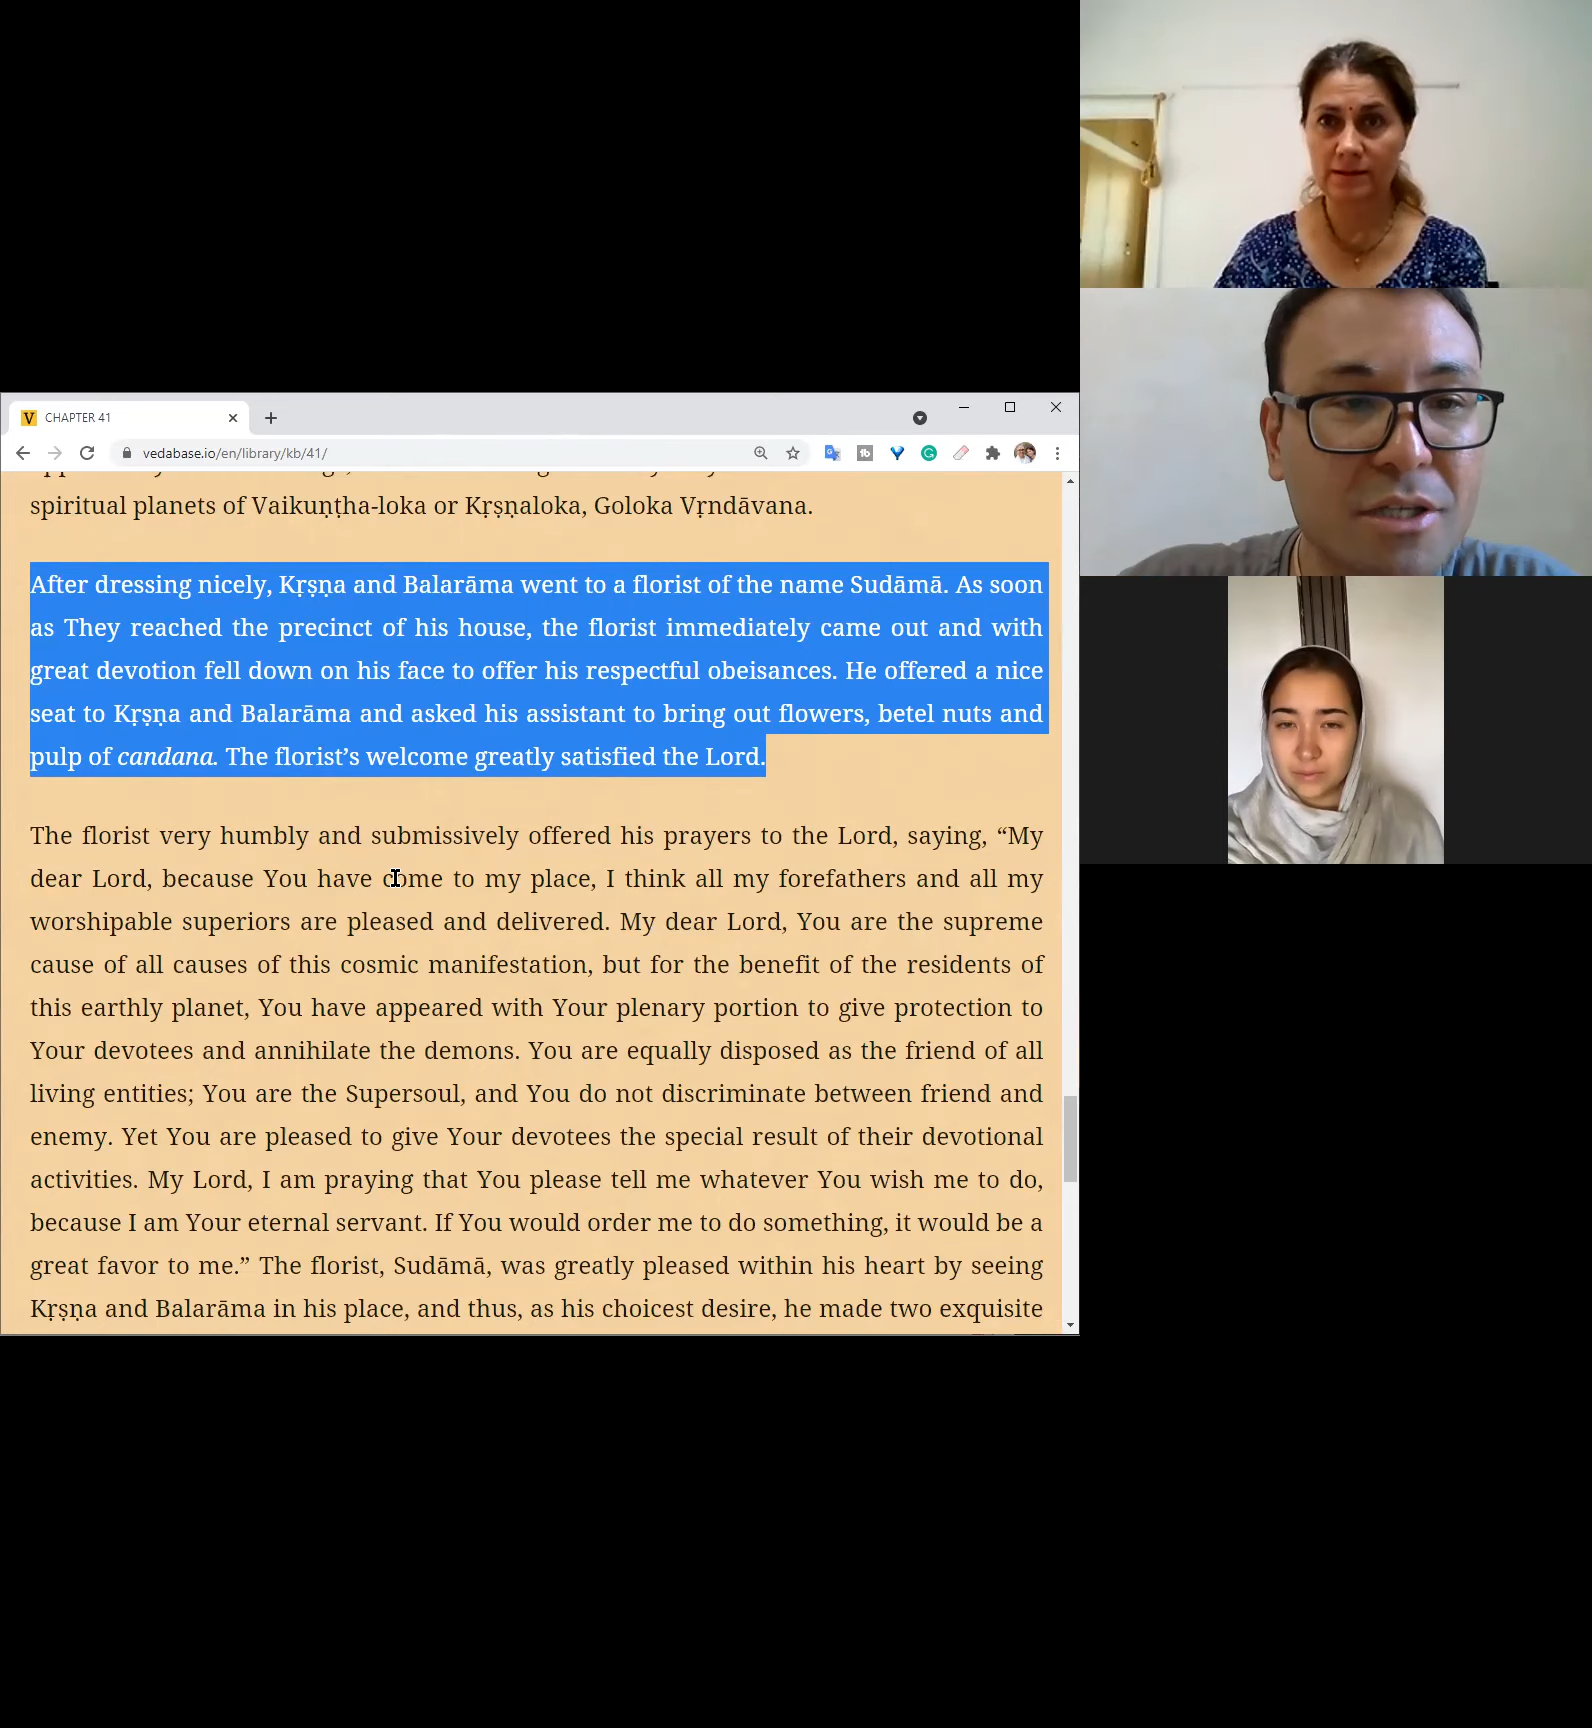 CHAPTER 41
vedabase.io/en/library/kb/41/
spiritual planets of Vaikuṇṭha-loka or Kṛṣṇaloka, Goloka Vṛndāvana.
After dressing nicely, Kṛṣṇa and Balarāma went to a florist of the name Sudāmā. As soon
as They reached the precinct of his house, the florist immediately came out and with
great devotion fell down on his face to offer his respectful obeisances. He offered a nice
seat to Kṛṣṇa and Balarāma and asked his assistant to bring out flowers, betel nuts and
pulp of candana. The florist’s welcome greatly satisfied the Lord.
The florist very humbly and submissively offered his prayers to the Lord, saying, “My
dear Lord, because You have come to my place, I think all my forefathers and all my
worshipable superiors are pleased and delivered. My dear Lord, You are the supreme
cause of all causes of this cosmic manifestation, but for the benefit of the residents of
this earthly planet, You have appeared with Your plenary portion to give protection to
Your devotees and annihilate the demons. You are equally disposed as the friend of all
living entities; You are the Supersoul, and You do not discriminate between friend and
enemy. Yet You are pleased to give Your devotees the special result of their devotional
activities. My Lord, I am praying that You please tell me whatever You wish me to do,
because I am Your eternal servant. If You would order me to do something, it would be a
great favor to me.” The florist, Sudāmā, was greatly pleased within his heart by seeing
Kṛṣṇa and Balarāma in his place, and thus, as his choicest desire, he made two exquisite